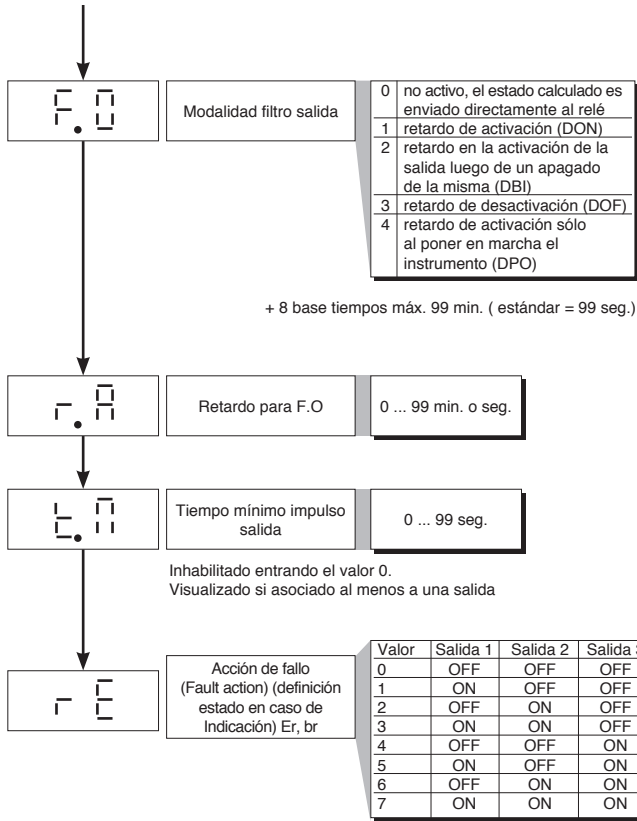 F.O
Modalidad filtro salida
0 no activo, el estado calculado es
enviado directamente al relé
1 retardo de activación (DON)
2 retardo en la activación de la
salida luego de un apagado
de la misma (DBI)
3 retardo de desactivación (DOF)
4 retardo de activación sólo
al poner en marcha el
instrumento (DPO)
+ 8 base tiempos máx. 99 min. ( estándar = 99 seg.)
r.A
Retardo para F.O
0 ... 99 min. o seg.
t.M
Tiempo mínimo impulso
salida
0 ... 99 seg.
Inhabilitado entrando el valor 0.
Visualizado si asociado al menos a una salida
rE
Acción de fallo
(Fault action) (definición
estado en caso de
Indicación) Er, br
Valor Salida 1 Salida 2 Salida 3
0 OFF OFF OFF
1 ON OFF OFF
2 OFF ON OFF
3 ON ON OFF
4 OFF OFF ON
5 ON OFF ON
6 OFF ON ON
7 ON ON ON